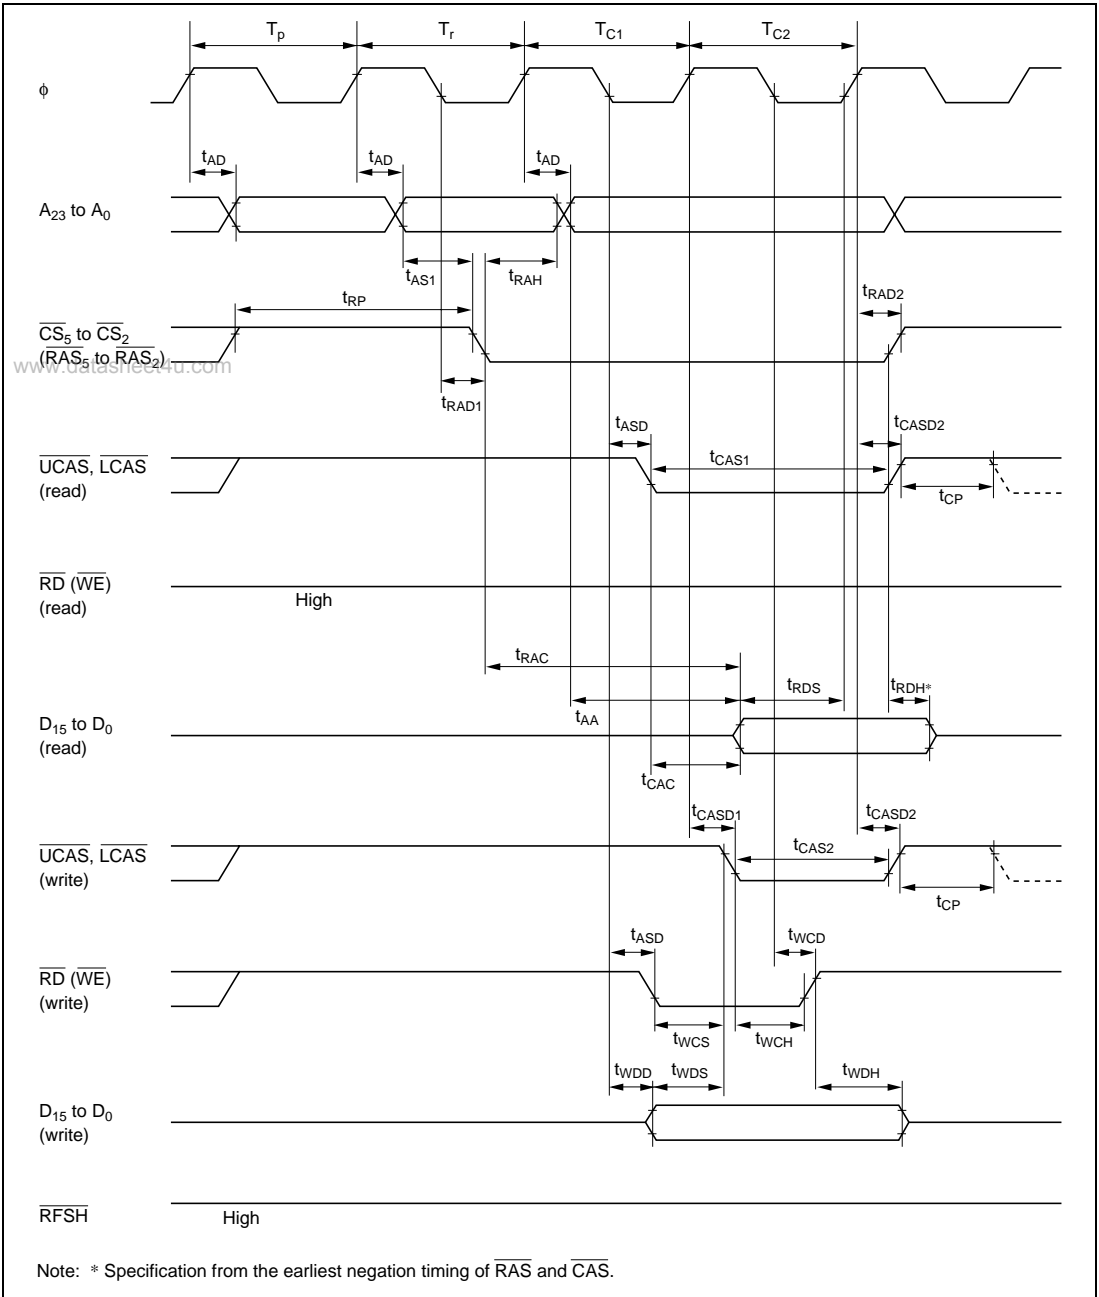 Tp Tr TC1 TC2
ϕ
tAD tAD tAD
A23 to A0
tAS1 tRAH
tRP tRAD2
CS5 to CS2
(RAS5 to RAS2)
www.datasheet4u.com
tRAD1
tASD tCASD2
UCAS, LCAS tCAS1
(read) tCP
RD (WE)
(read) High
tRAC
tRDS tRDH*
D15 to D0 tAA
(read)
tCAC
tCASD1 tCASD2
UCAS, LCAS tCAS2
(write) tCP
tASD tWCD
RD (WE)
(write)
tWCS tWCH
tWDD tWDS tWDH
D15 to D0
(write)
RFSH High
Note: * Specification from the earliest negation timing of RAS and CAS.